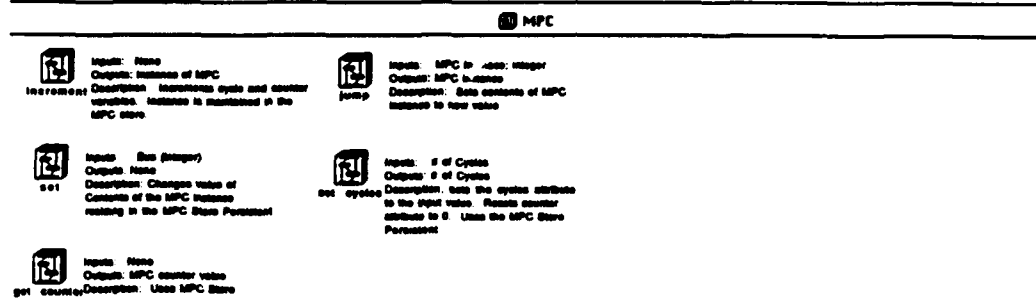 MPC
Inputs: None
Outputs: Instance of MPC
Increment Description: Increments cycle and counter
variables. Instance is maintained in the
MPC store.
Inputs: MPC Integer
Outputs: MPC Instance
jump Description: Sets contents of MPC
instance to new value
Inputs Bus (Integer)
Outputs: None
set Description: Changes value of
Contents of the MPC Instance
residing in the MPC Store Persistent
Inputs: # of Cycles
Outputs: # of Cycles
set cycles Description: Sets the cycles attribute
to the input value. Resets counter
attribute to 0. Uses the MPC Store
Persistent
Inputs: None
Outputs: MPC counter value
get counter Description: Uses MPC Store